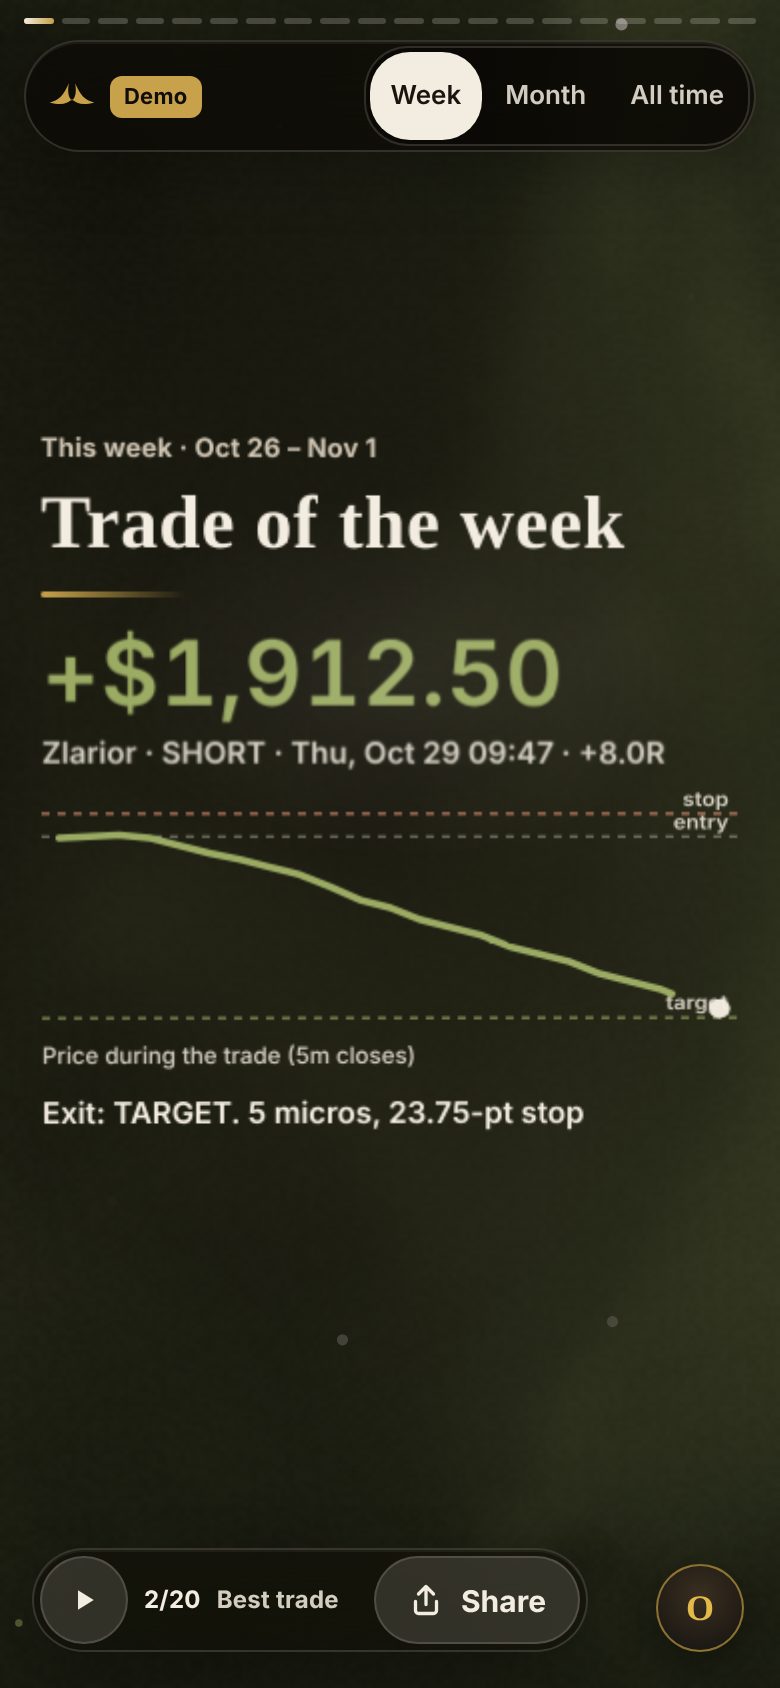 Demo
Week Month All time
This week · Oct 26 – Nov 1
Trade of the week
+$1,912.50
Zlarior · SHORT · Thu, Oct 29 09:47 · +8.0R
stop
entry
target
Price during the trade (5m closes)
Exit: TARGET. 5 micros, 23.75-pt stop
2/20 Best trade Share
O